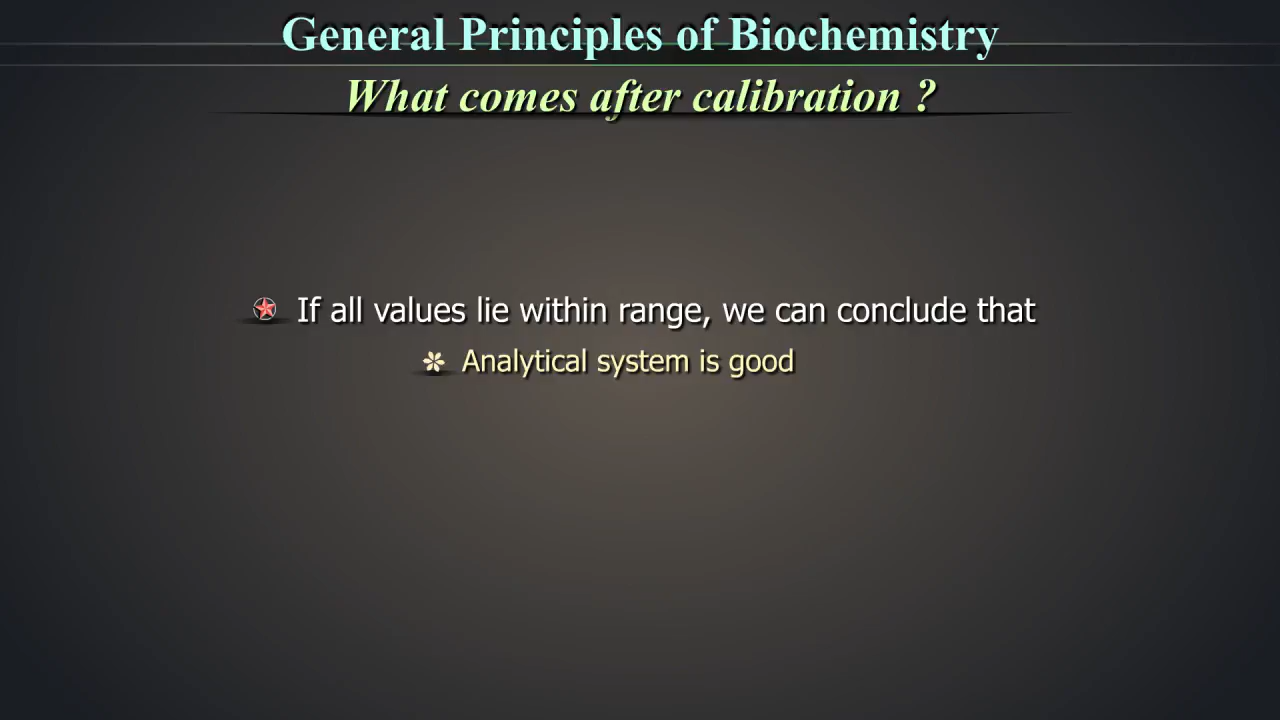 General Principles of Biochemistry
What comes after calibration ?
If all values lie within range, we can conclude that
Analytical system is good